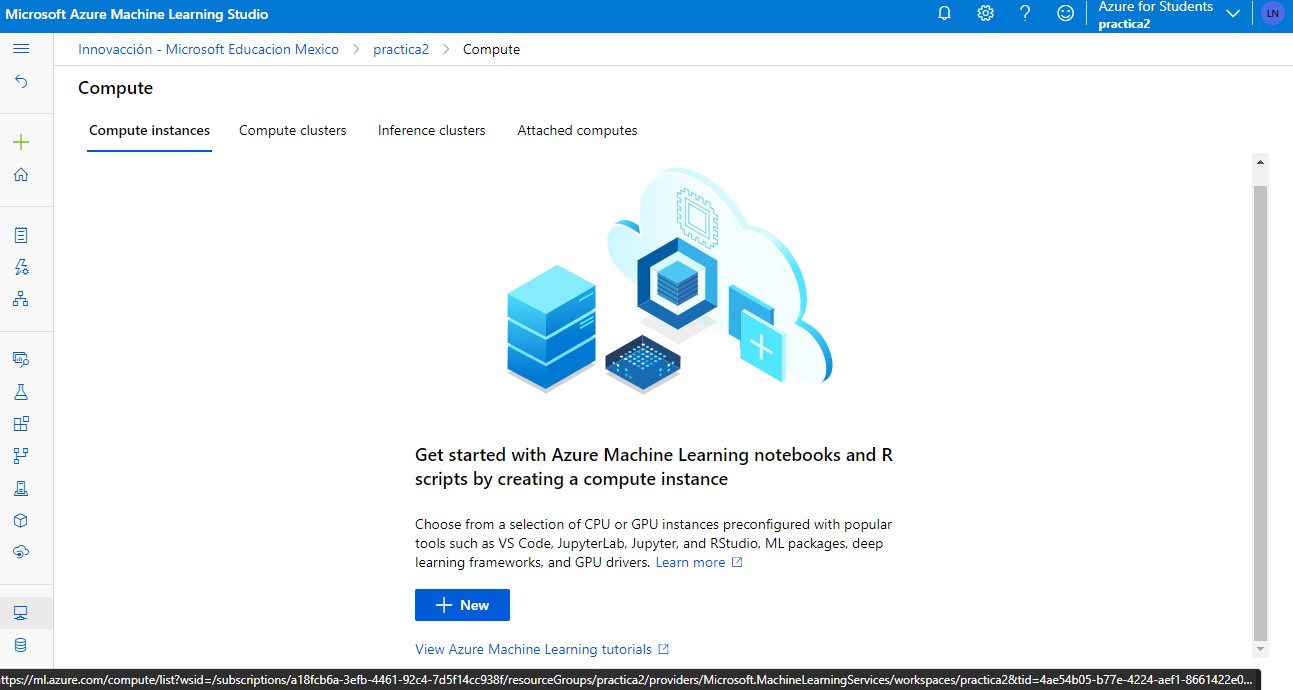 Microsoft Azure Machine Learning Studio
Azure for Students
practica2
LN
Innovacción - Microsoft Educacion Mexico > practica2 > Compute
Compute
Compute instances Compute clusters Inference clusters Attached computes
Get started with Azure Machine Learning notebooks and R
scripts by creating a compute instance
Choose from a selection of CPU or GPU instances preconfigured with popular
tools such as VS Code, JupyterLab, Jupyter, and RStudio, ML packages, deep
learning frameworks, and GPU drivers. Learn more
New
View Azure Machine Learning tutorials
ttps://ml.azure.com/compute/list?wsid=/subscriptions/a18fcb6a-3efb-4461-92c4-7d5f14cc938f/resourceGroups/practica2/providers/Microsoft.MachineLearningServices/workspaces/practica2&tid=4ae54b05-b77e-4224-aef1-8661422e0...